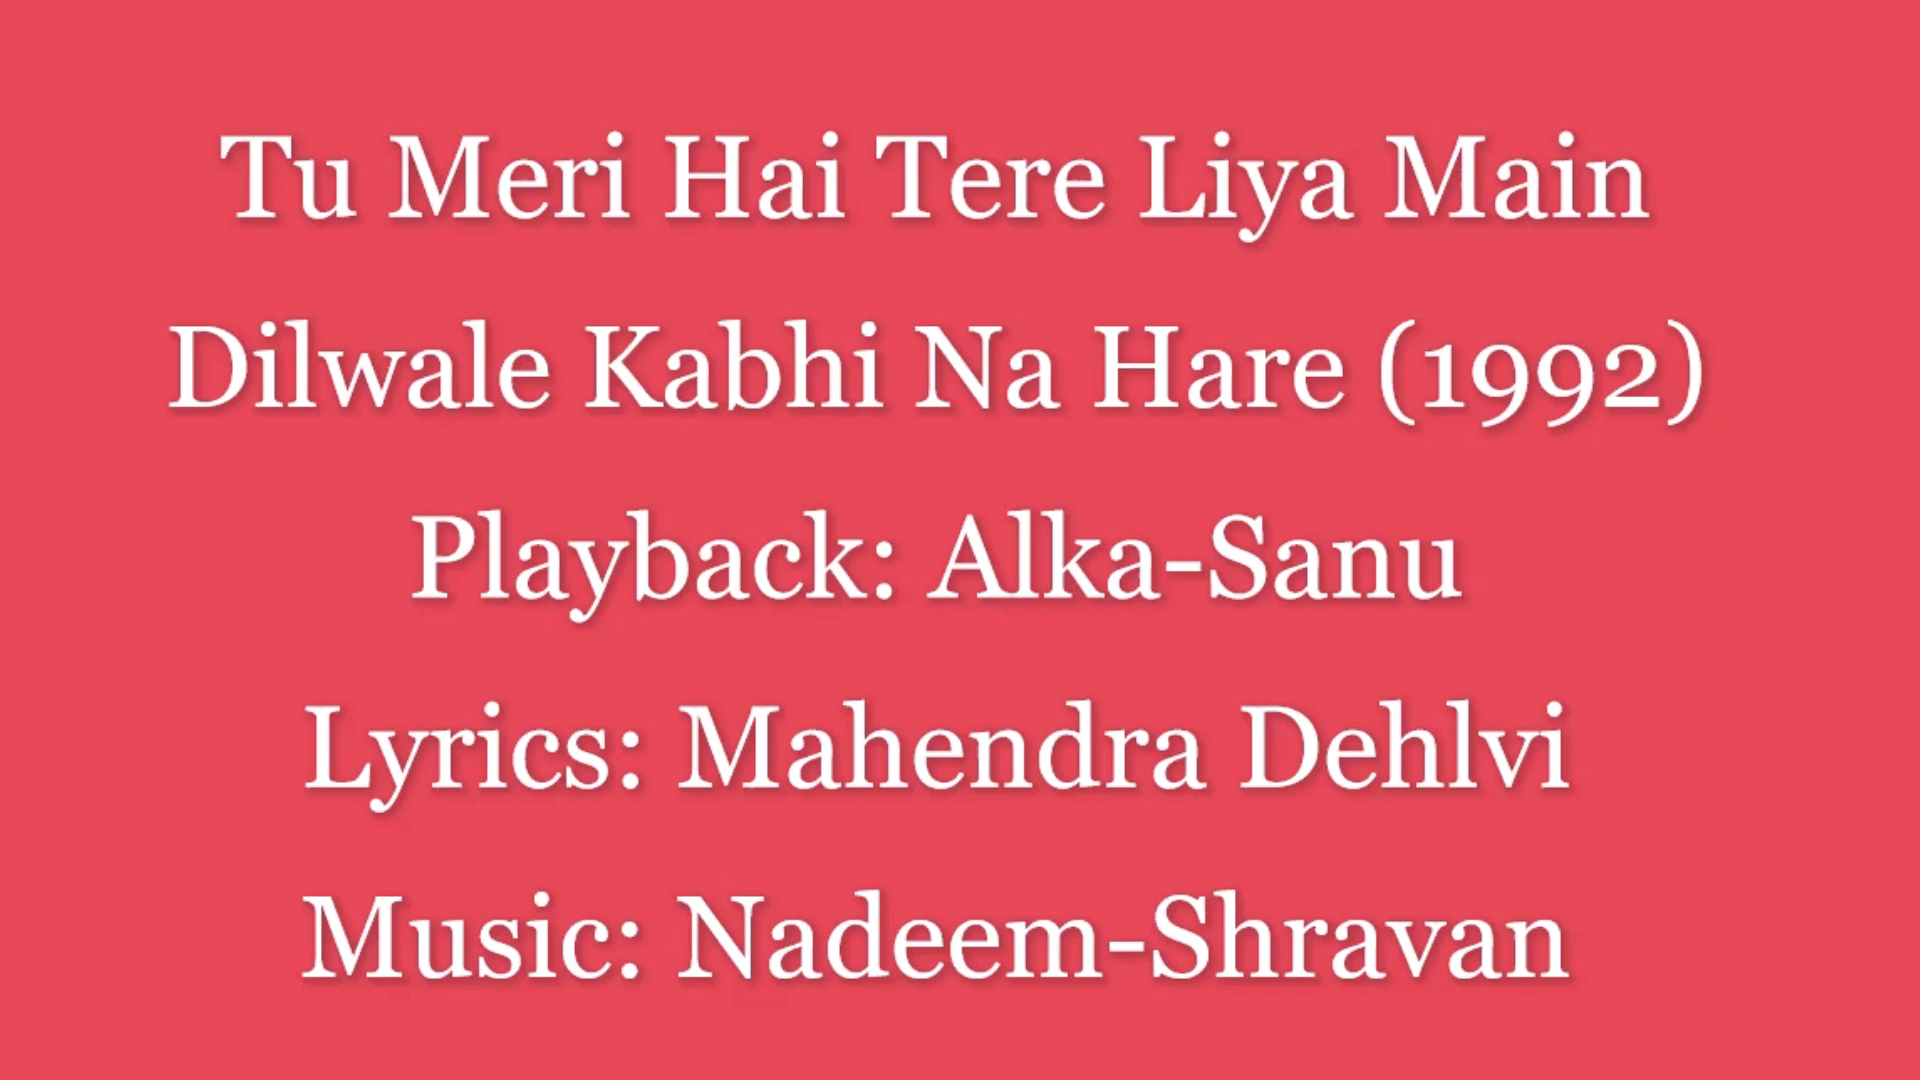 Tu Meri Hai Tere Liya Main
Dilwale Kabhi Na Hare (1992)
Playback: Alka-Sanu
Lyrics: Mahendra Dehlvi
Music: Nadeem-Shravan